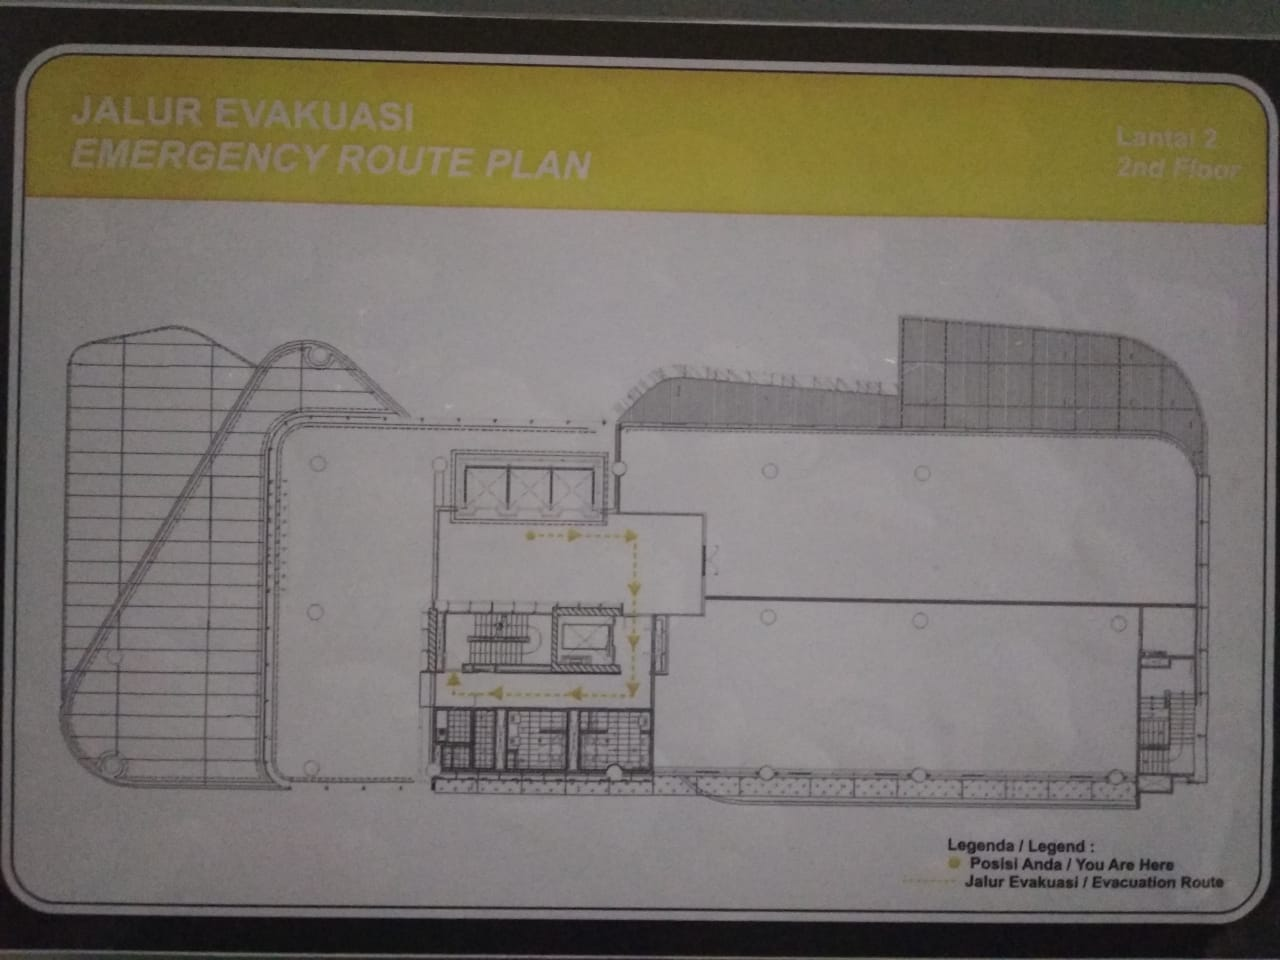 JALUR EVAKUASI
EMERGENCY ROUTE PLAN
Lantai 2
2nd Floor
Legenda / Legend :
Posisi Anda / You Are Here
Jalur Evakuasi / Evacuation Route